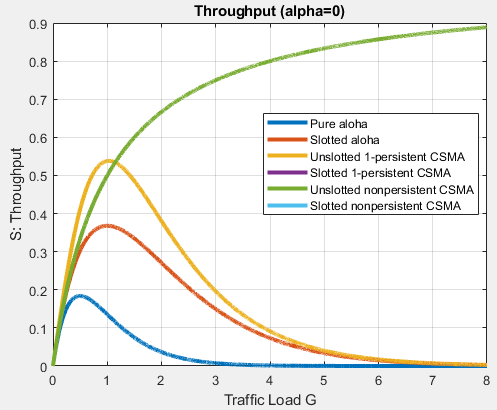 Throughput (alpha=0)
0.9
0.8
0.7
0.6
0.5
0.4
0.3
0.2
0.1
0
S: Throughput
Pure aloha
Slotted aloha
Unslotted 1-persistent CSMA
Slotted 1-persistent CSMA
Unslotted nonpersistent CSMA
Slotted nonpersistent CSMA
0 1 2 3 4 5 6 7 8
Traffic Load G